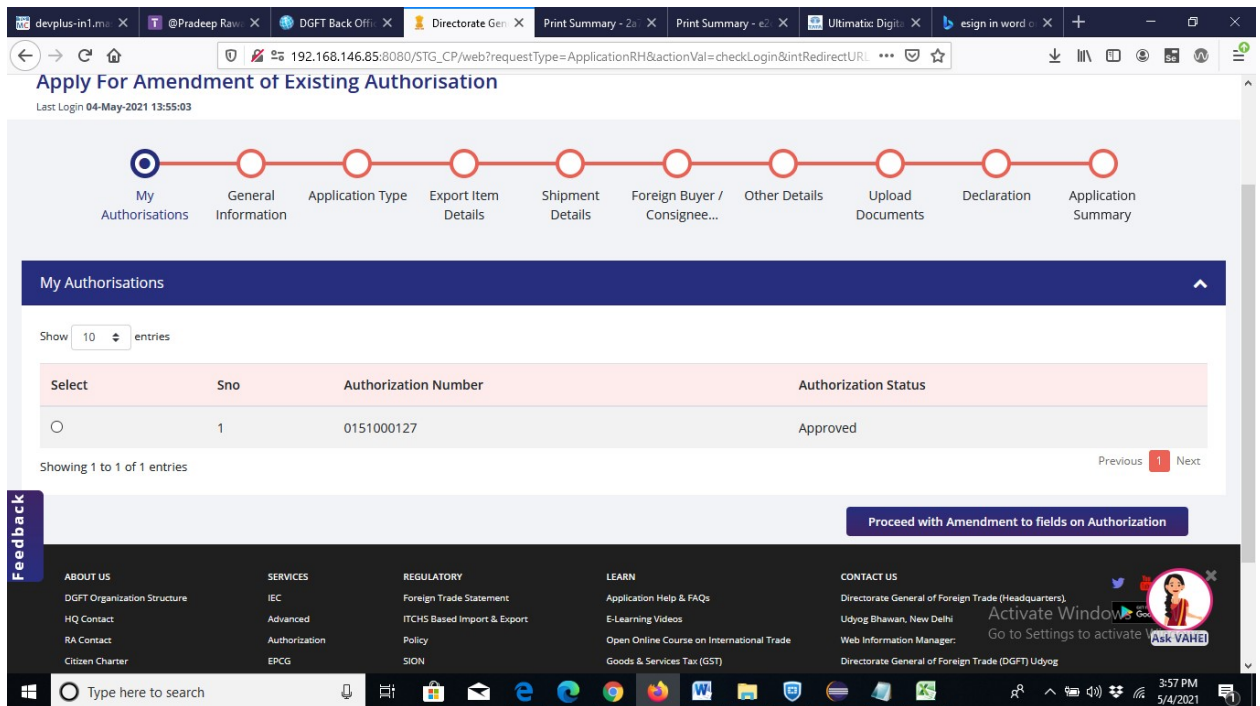 devplus-in1.ma
@Pradeep Raw
DGFT Back Offi
Directorate Gen
Print Summary - 2a
Print Summary - e2
Ultimatix Digita
esign in word o
192.168.146.85:8080/STG_CP/web?requestType=ApplicationRH&actionVal=checkLogin&intRedirectURL
Apply For Amendment of Existing Authorisation
Last Login 04-May-2021 13:55:03
My Authorisations
General Information
Application Type
Export Item Details
Shipment Details
Foreign Buyer / Consignee...
Other Details
Upload Documents
Declaration
Application Summary
My Authorisations
Show 10 entries
Select Sno Authorization Number Authorization Status
1 0151000127 Approved
Showing 1 to 1 of 1 entries
Previous 1 Next
Feedback
Proceed with Amendment to fields on Authorization
ABOUT US SERVICES REGULATORY LEARN CONTACT US
DGFT Organization Structure IEC Foreign Trade Statement Application Help & FAQs Directorate General of Foreign Trade (Headquarters),
HQ Contact Advanced ITCHS Based Import & Export E-Learning Videos Udyog Bhawan, New Delhi
RA Contact Authorization Policy Open Online Course on International Trade Web Information Manager:
Citizen Charter EPCG SION Goods & Services Tax (GST) Directorate General of Foreign Trade (DGFT) Udyog
Activate Windows
Go to Settings to activate
Ask VAHEI
Type here to search
3:57 PM
5/4/2021